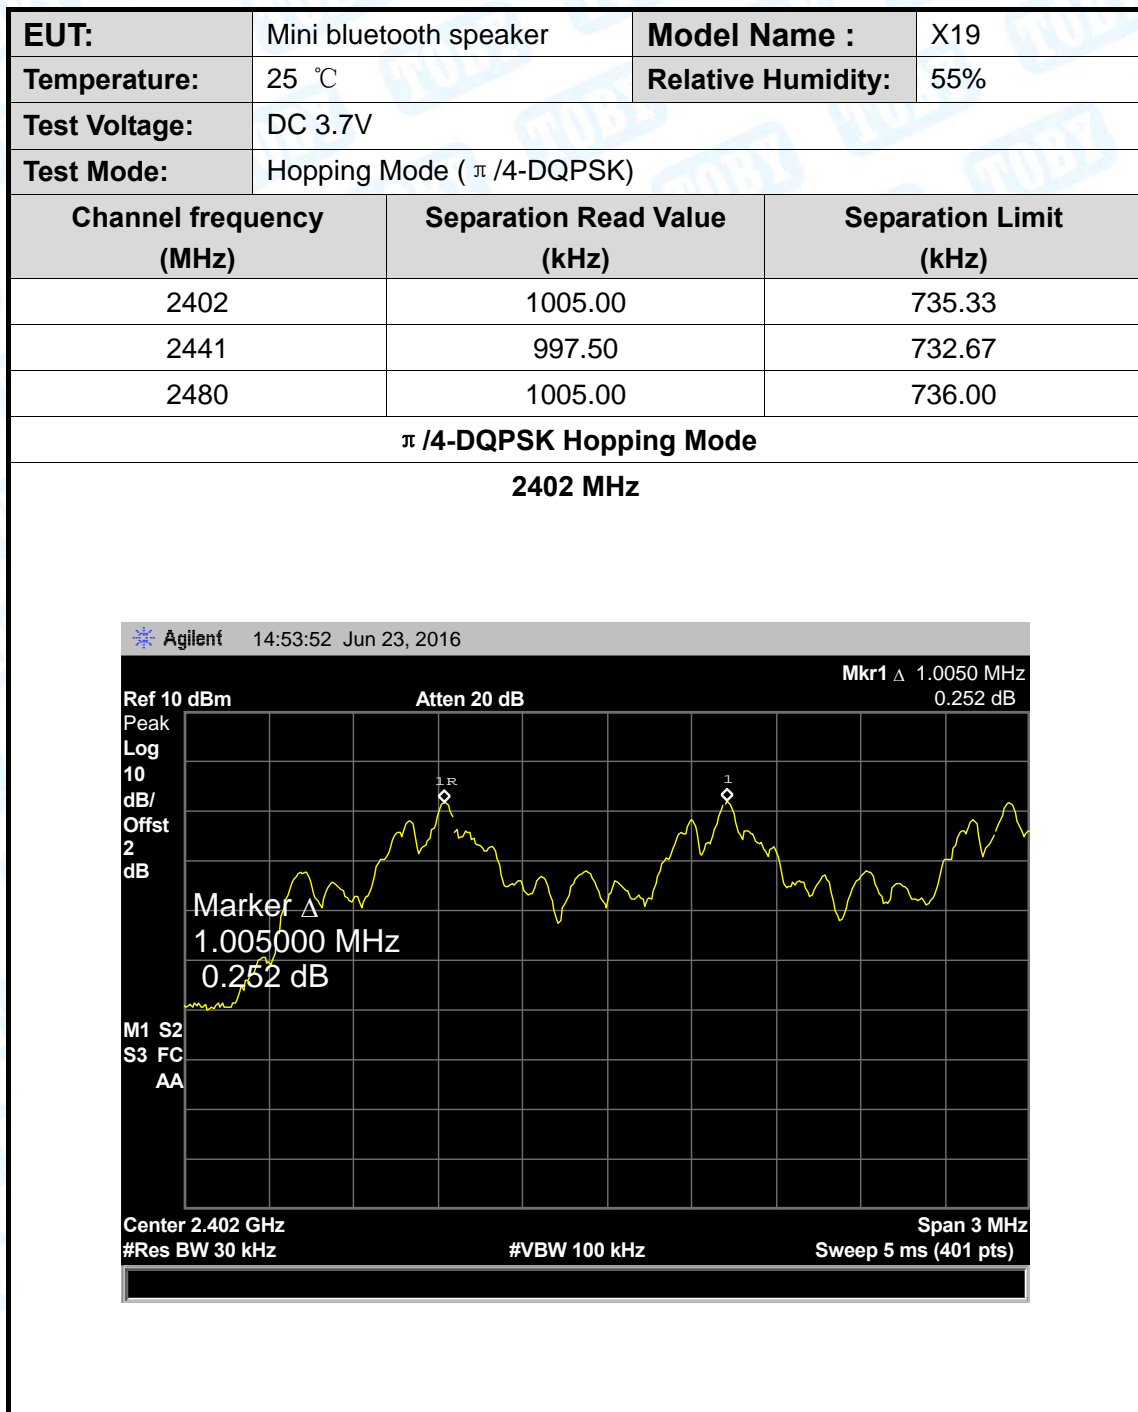 EUT: Mini bluetooth speaker Model Name : X19
Temperature: 25 ℃ Relative Humidity: 55%
Test Voltage: DC 3.7V
Test Mode: Hopping Mode ( π /4-DQPSK)
Channel frequency (MHz) Separation Read Value (kHz) Separation Limit (kHz)
2402 1005.00 735.33
2441 997.50 732.67
2480 1005.00 736.00
π /4-DQPSK Hopping Mode
2402 MHz
Agilent 14:53:52 Jun 23, 2016
Mkr1 Δ 1.0050 MHz
Ref 10 dBm Atten 20 dB 0.252 dB
Peak
Log
10
dB/
Offst
2
dB
1R
1
Marker Δ
1.005000 MHz
0.252 dB
M1 S2
S3 FC
AA
Center 2.402 GHz Span 3 MHz
#Res BW 30 kHz #VBW 100 kHz Sweep 5 ms (401 pts)
TOBY